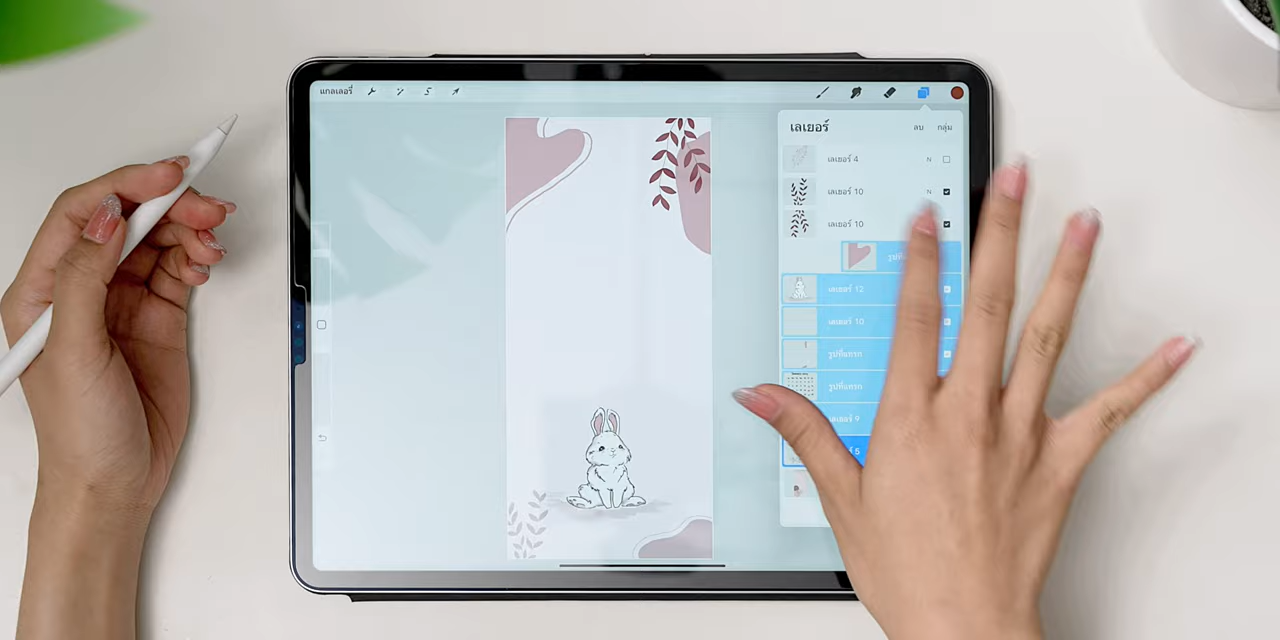 แกลเลอรี่
เลเยอร์ ลบ กลุ่ม
เลเยอร์ 4 N
เลเยอร์ 10 N
เลเยอร์ 10
เลเยอร์ 12
เลเยอร์ 10
รูปที่แทรก
รูปที่แทรก
เลเยอร์ 9
5